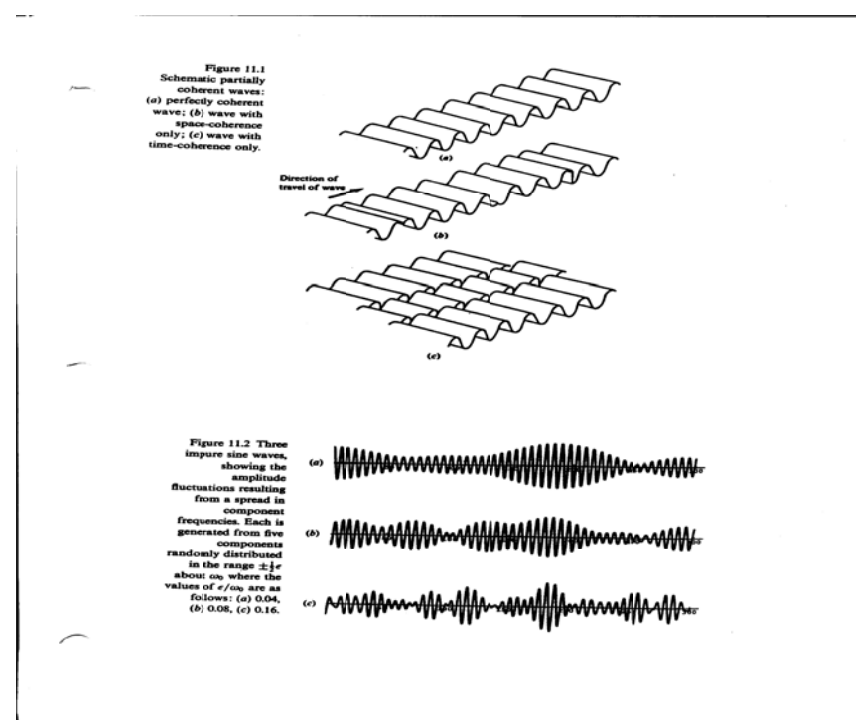 Figure 11.1
Schematic partially
coherent waves:
(a) perfectly coherent
wave; (b) wave with
space-coherence
only; (c) wave with
time-coherence only.
(a)
Direction of
travel of wave
(b)
(c)
Figure 11.2 Three
impure sine waves,
showing the
amplitude
fluctuations resulting
from a spread in
component
frequencies. Each is
generated from five
components
randomly distributed
in the range ±½ε
about ω₀ where the
values of ε/ω₀ are as
follows: (a) 0.04,
(b) 0.08, (c) 0.16.
(a)
(b)
(c)